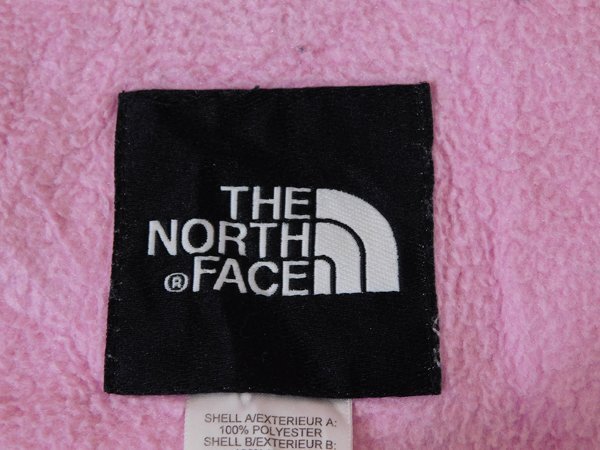 THE
NORTH
® FACE
SHELL A/EXTERIEUR A:
100% POLYESTER
SHELL B/EXTERIEUR B: